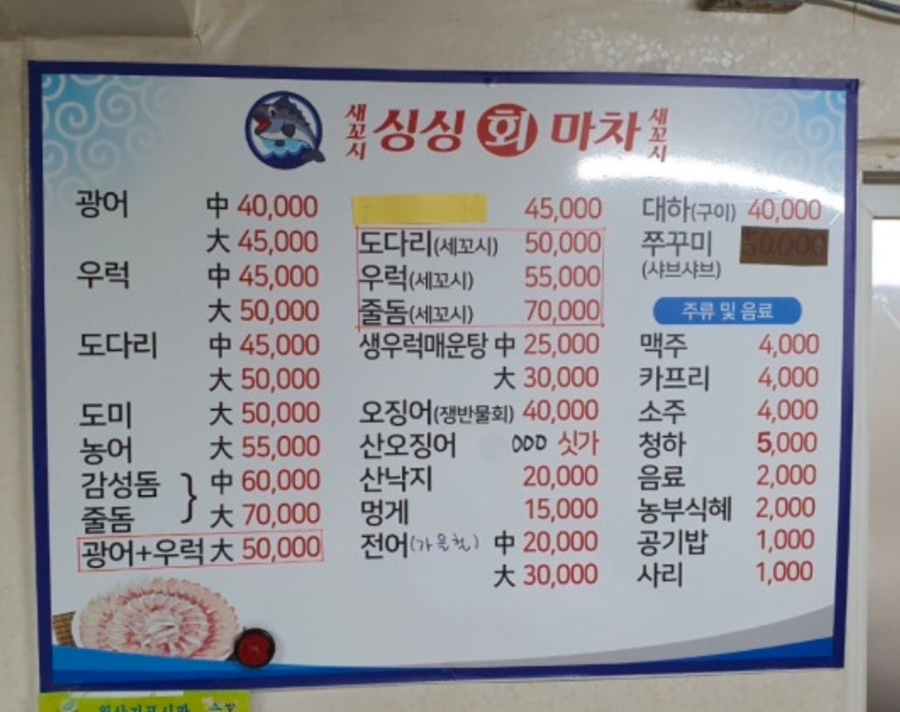 새꼬시 싱싱 회 마차 새꼬시
광어 中 40,000
大 45,000
우럭 中 45,000
大 50,000
도다리 中 45,000
大 50,000
도미 大 50,000
농어 大 55,000
감성돔 中 60,000
줄돔 大 70,000
광어+우럭 大 50,000
45,000
도다리(세꼬시) 50,000
우럭(세꼬시) 55,000
줄돔(세꼬시) 70,000
생우럭매운탕 中 25,000
大 30,000
오징어(쟁반물회) 40,000
산오징어 000 싯가
산낙지 20,000
멍게 15,000
전어(가을철) 中 20,000
大 30,000
대하(구이) 40,000
쭈꾸미 50,000
(샤브샤브)
주류 및 음료
맥주 4,000
카프리 4,000
소주 4,000
청하 5,000
음료 2,000
농부식혜 2,000
공기밥 1,000
사리 1,000